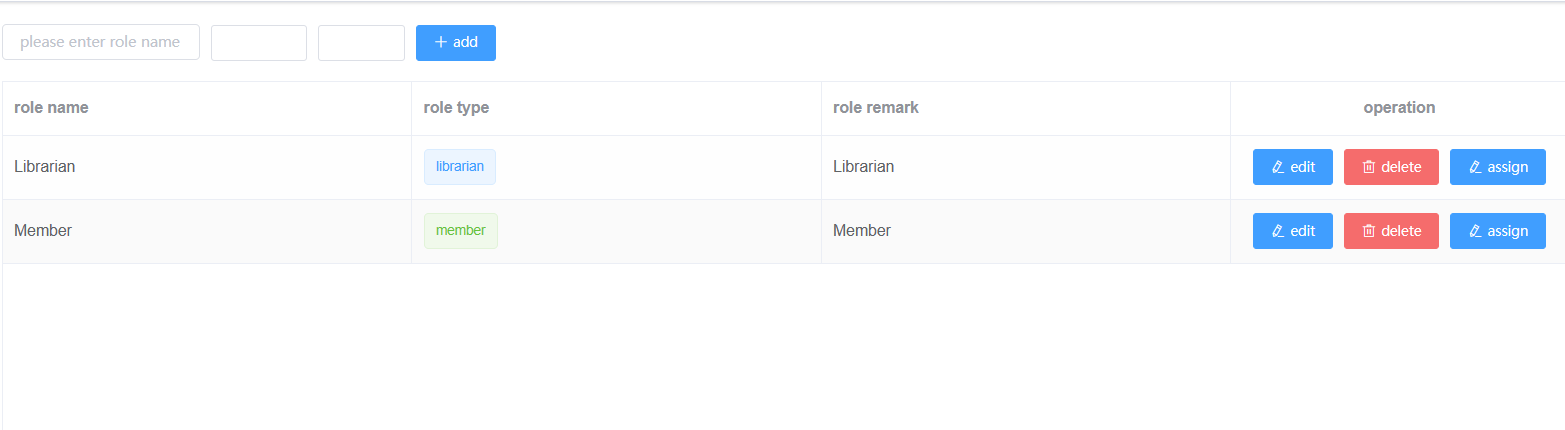 please enter role name + add
role name role type role remark operation
Librarian librarian Librarian edit delete assign
Member member Member edit delete assign